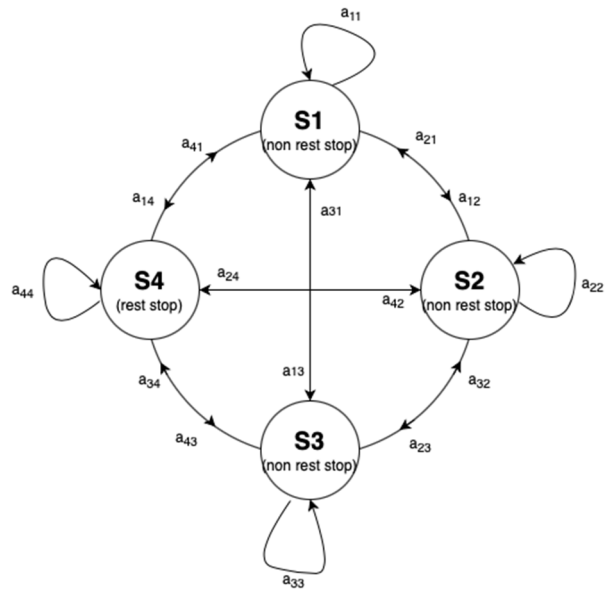 a11
S1
(non rest stop)
a41
a21
a14
a12
a31
S4
(rest stop)
a24
a44
S2
(non rest stop)
a42
a22
a13
a34
a32
a43
a23
S3
(non rest stop)
a33